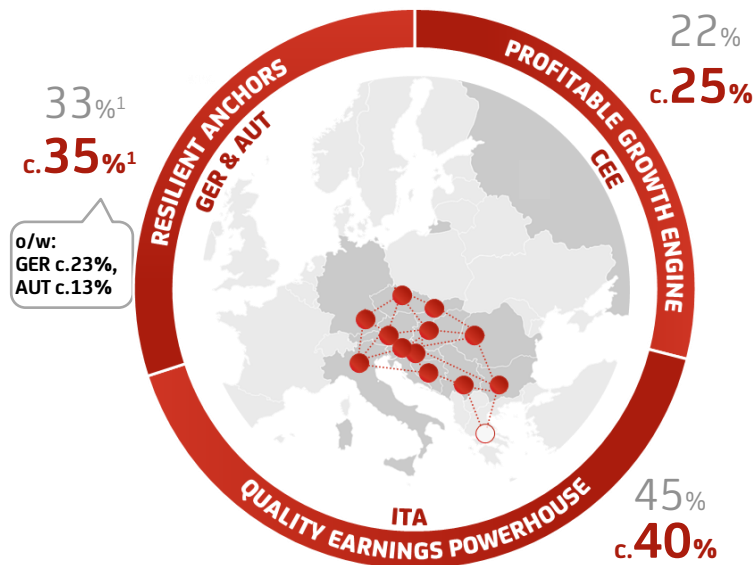 22%
c.25%
PROFITABLE GROWTH ENGINE
CEE
RESILIENT ANCHORS
GER & AUT
33%¹
c.35%¹
o/w:
GER c.23%,
AUT c.13%
ITA
QUALITY EARNINGS POWERHOUSE
45%
c.40%